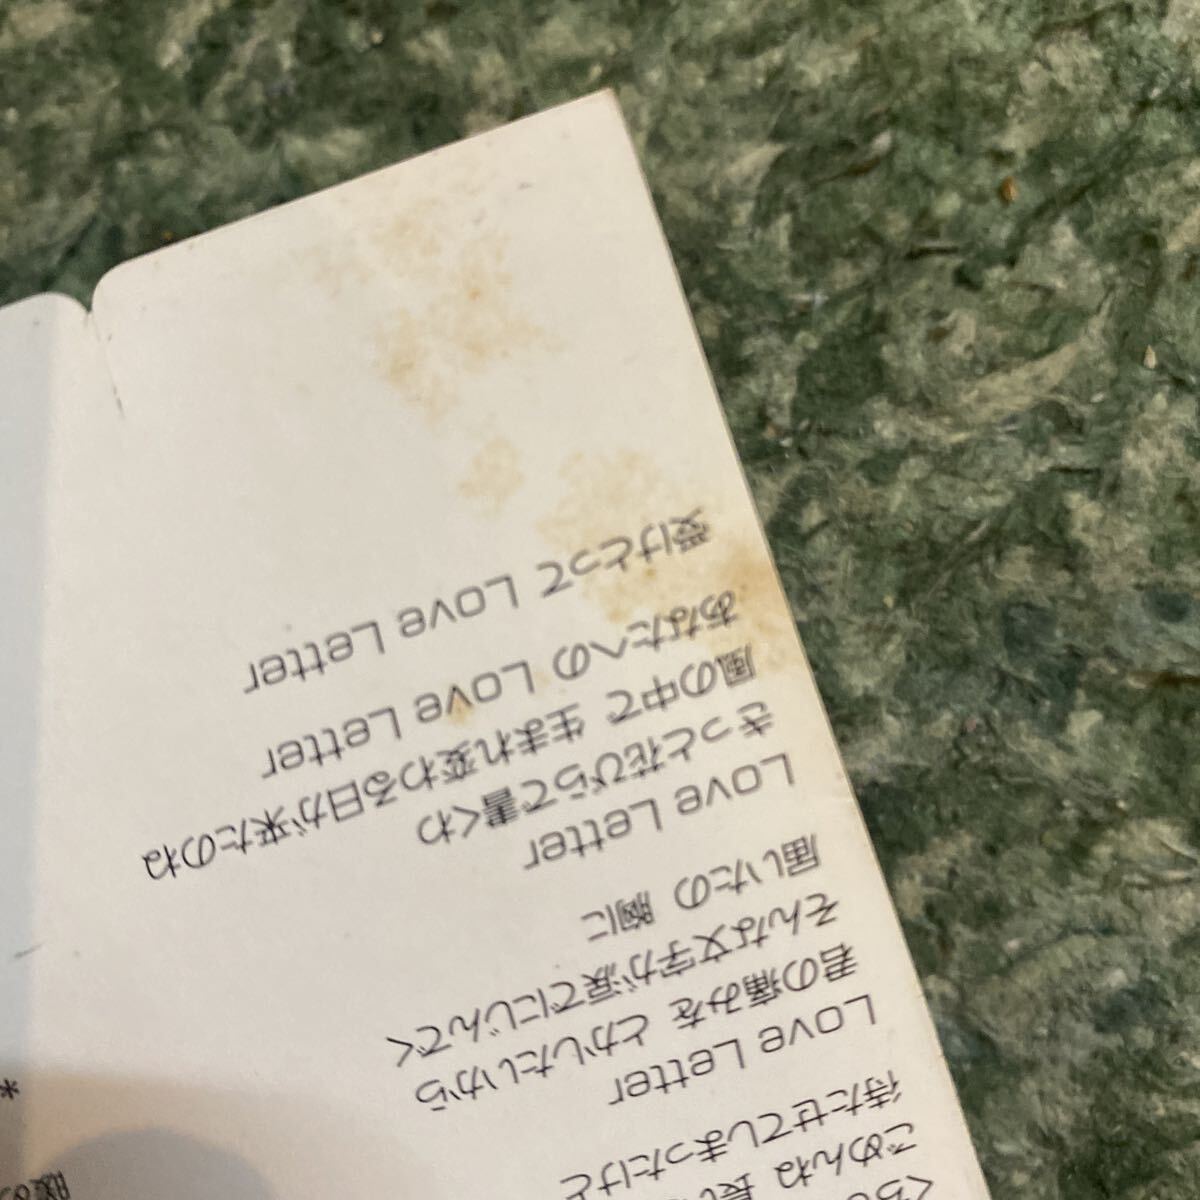 ごめんね 長い
待たせてしまったけど
Love Letter
君の痛みを とかしたいから
そんな文字が涙でにじんでく
届いたの 胸に
Love Letter
きっと花びらで書くわ
風の中で 生まれ変わる日が来たのね
あなたへの Love Letter
受けとって Love Letter
*